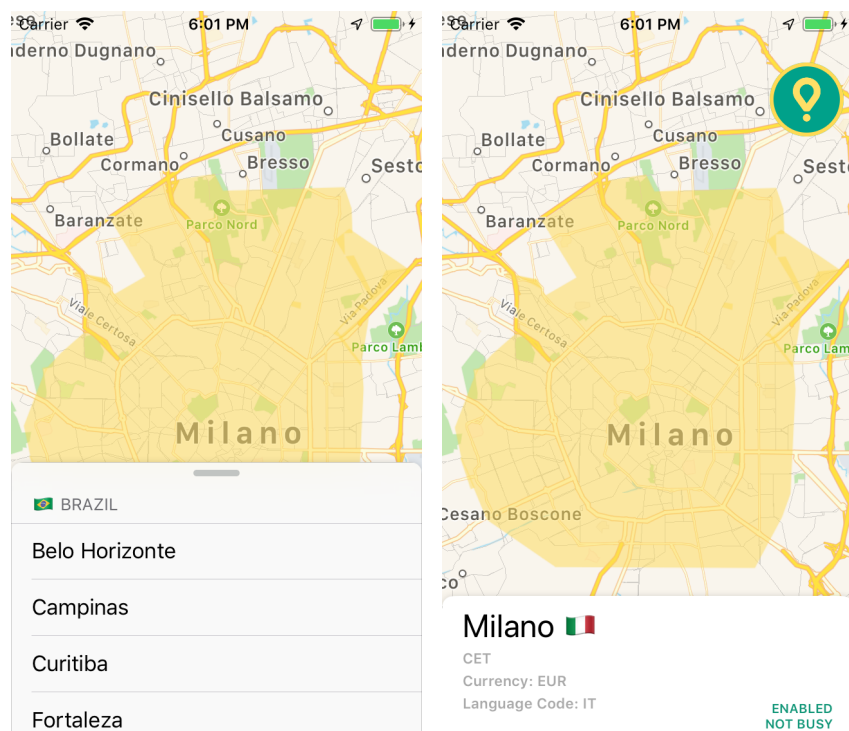 Carrier
6:01 PM
derno Dugnano
Cinisello Balsamo
Bollate
Cusano
Cormano
Bresso
Sesto
Baranzate
Parco Nord
Viale Certosa
Via Padova
Parco Lamb
Milano
BRAZIL
Belo Horizonte
Campinas
Curitiba
Fortaleza
Carrier
6:01 PM
derno Dugnano
Cinisello Balsamo
Bollate
Cusano
Cormano
Bresso
Sest
Baranzate
Parco Nord
Viale Certosa
Via Padova
Parco Lam
Milano
Cesano Boscone
co
Milano
CET
Currency: EUR
Language Code: IT
ENABLED
NOT BUSY